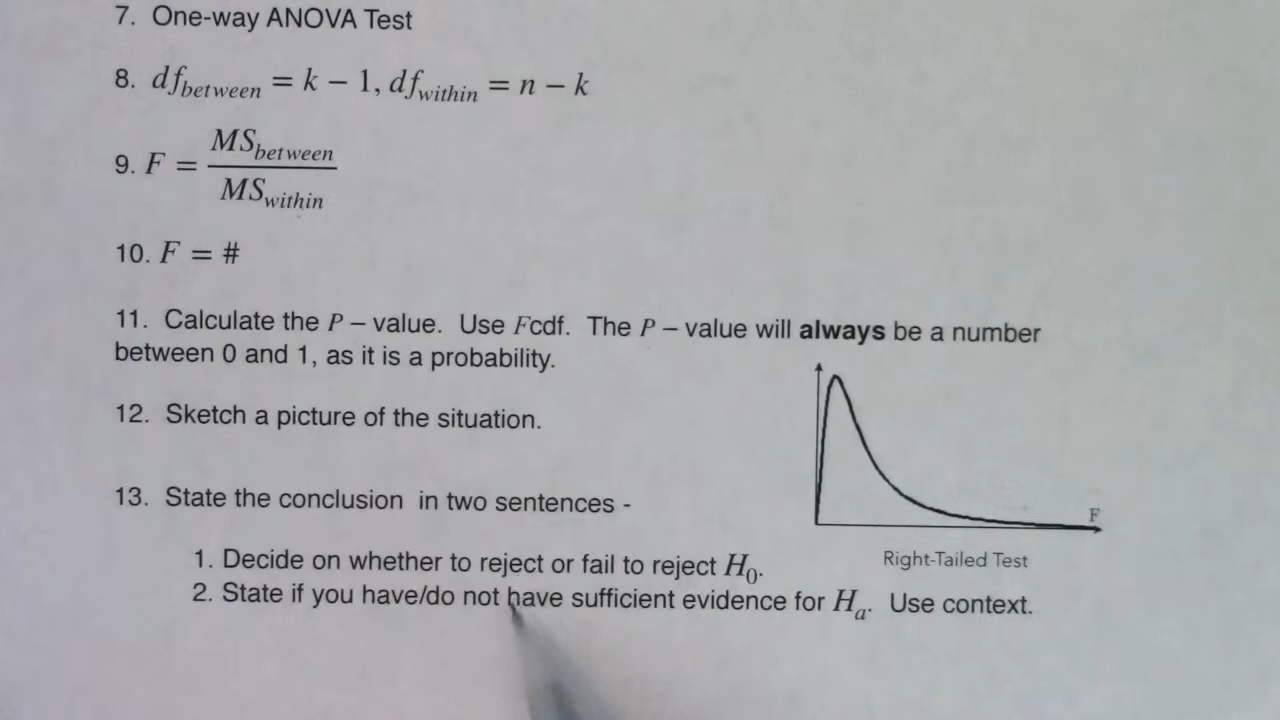 7. One-way ANOVA Test
8. df_between = k − 1, df_within = n − k
9. F = MS_between / MS_within
10. F = #
11. Calculate the P – value. Use Fcdf. The P – value will always be a number
between 0 and 1, as it is a probability.
12. Sketch a picture of the situation.
13. State the conclusion in two sentences -
F
1. Decide on whether to reject or fail to reject H₀.
Right-Tailed Test
2. State if you have/do not have sufficient evidence for Hₐ. Use context.